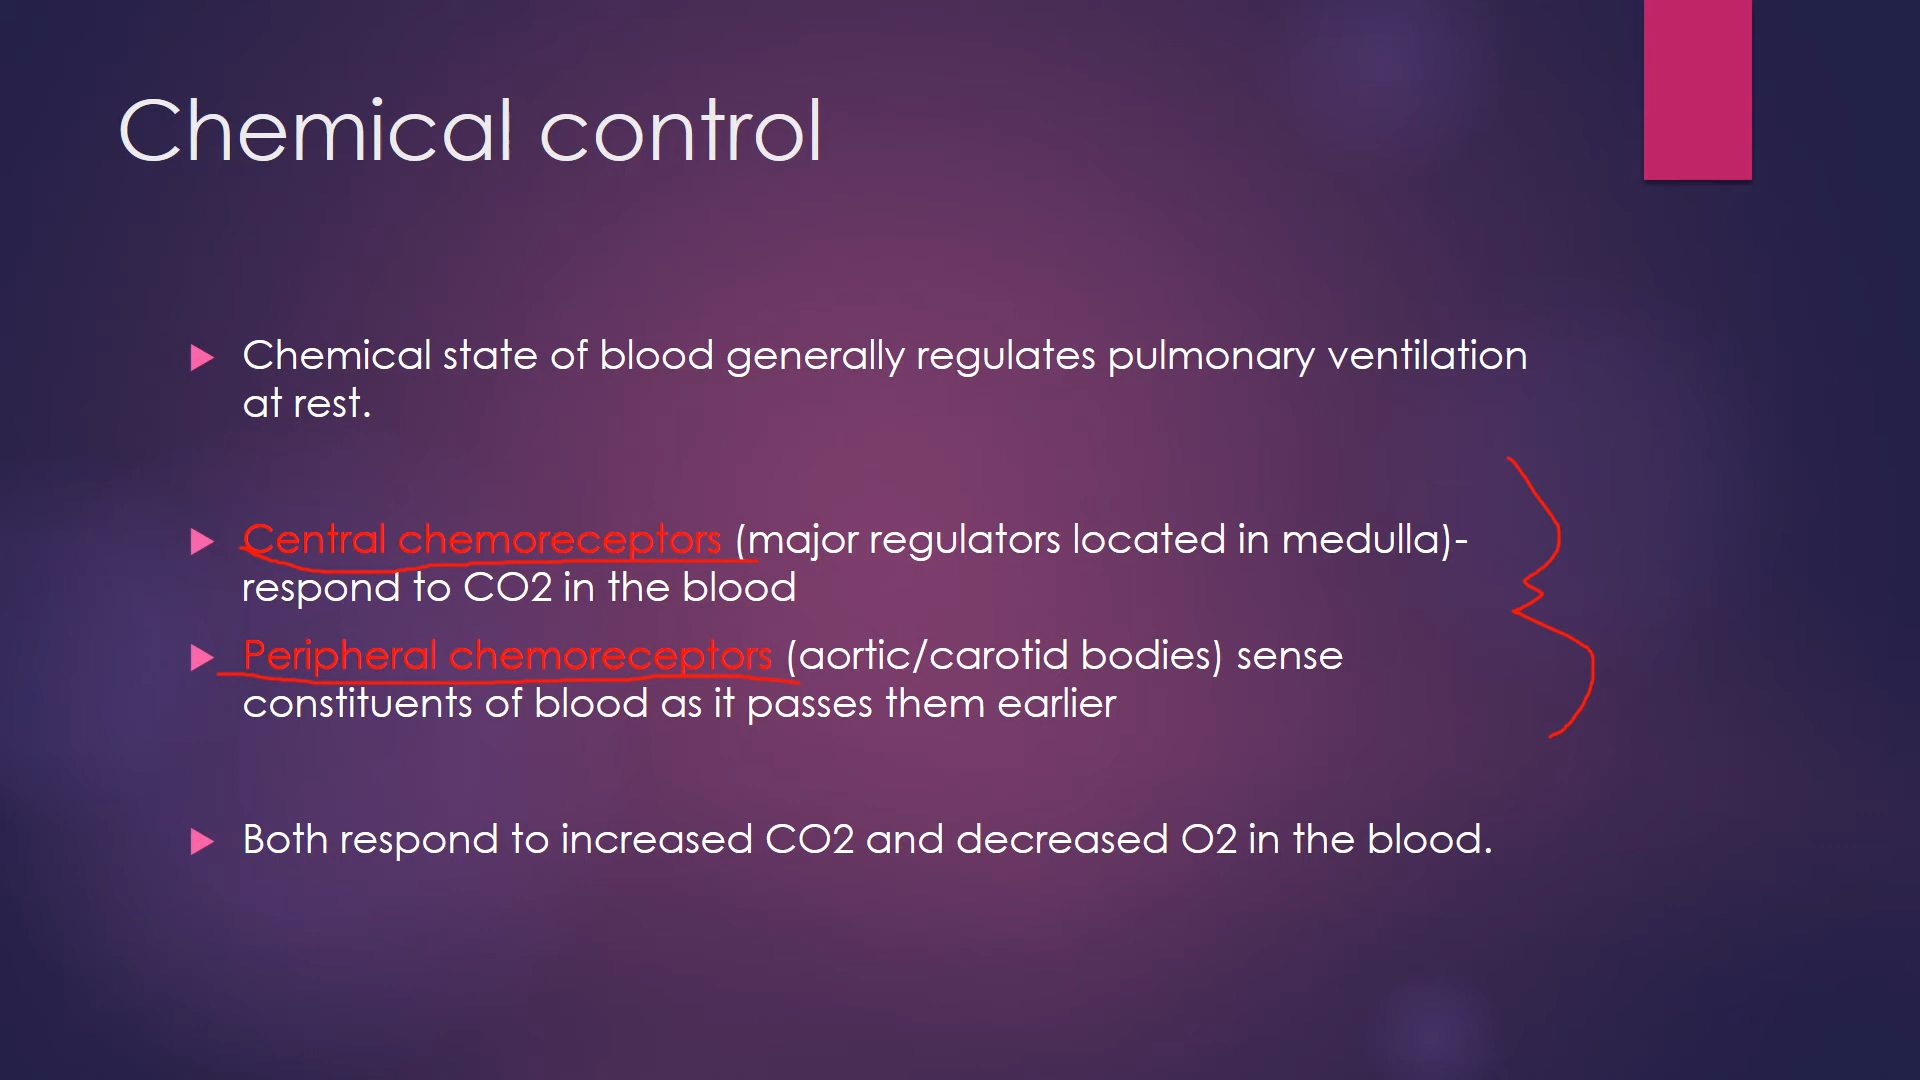 Chemical control
Chemical state of blood generally regulates pulmonary ventilation
at rest.
Central chemoreceptors (major regulators located in medulla)-
respond to CO2 in the blood
Peripheral chemoreceptors (aortic/carotid bodies) sense
constituents of blood as it passes them earlier
Both respond to increased CO2 and decreased O2 in the blood.